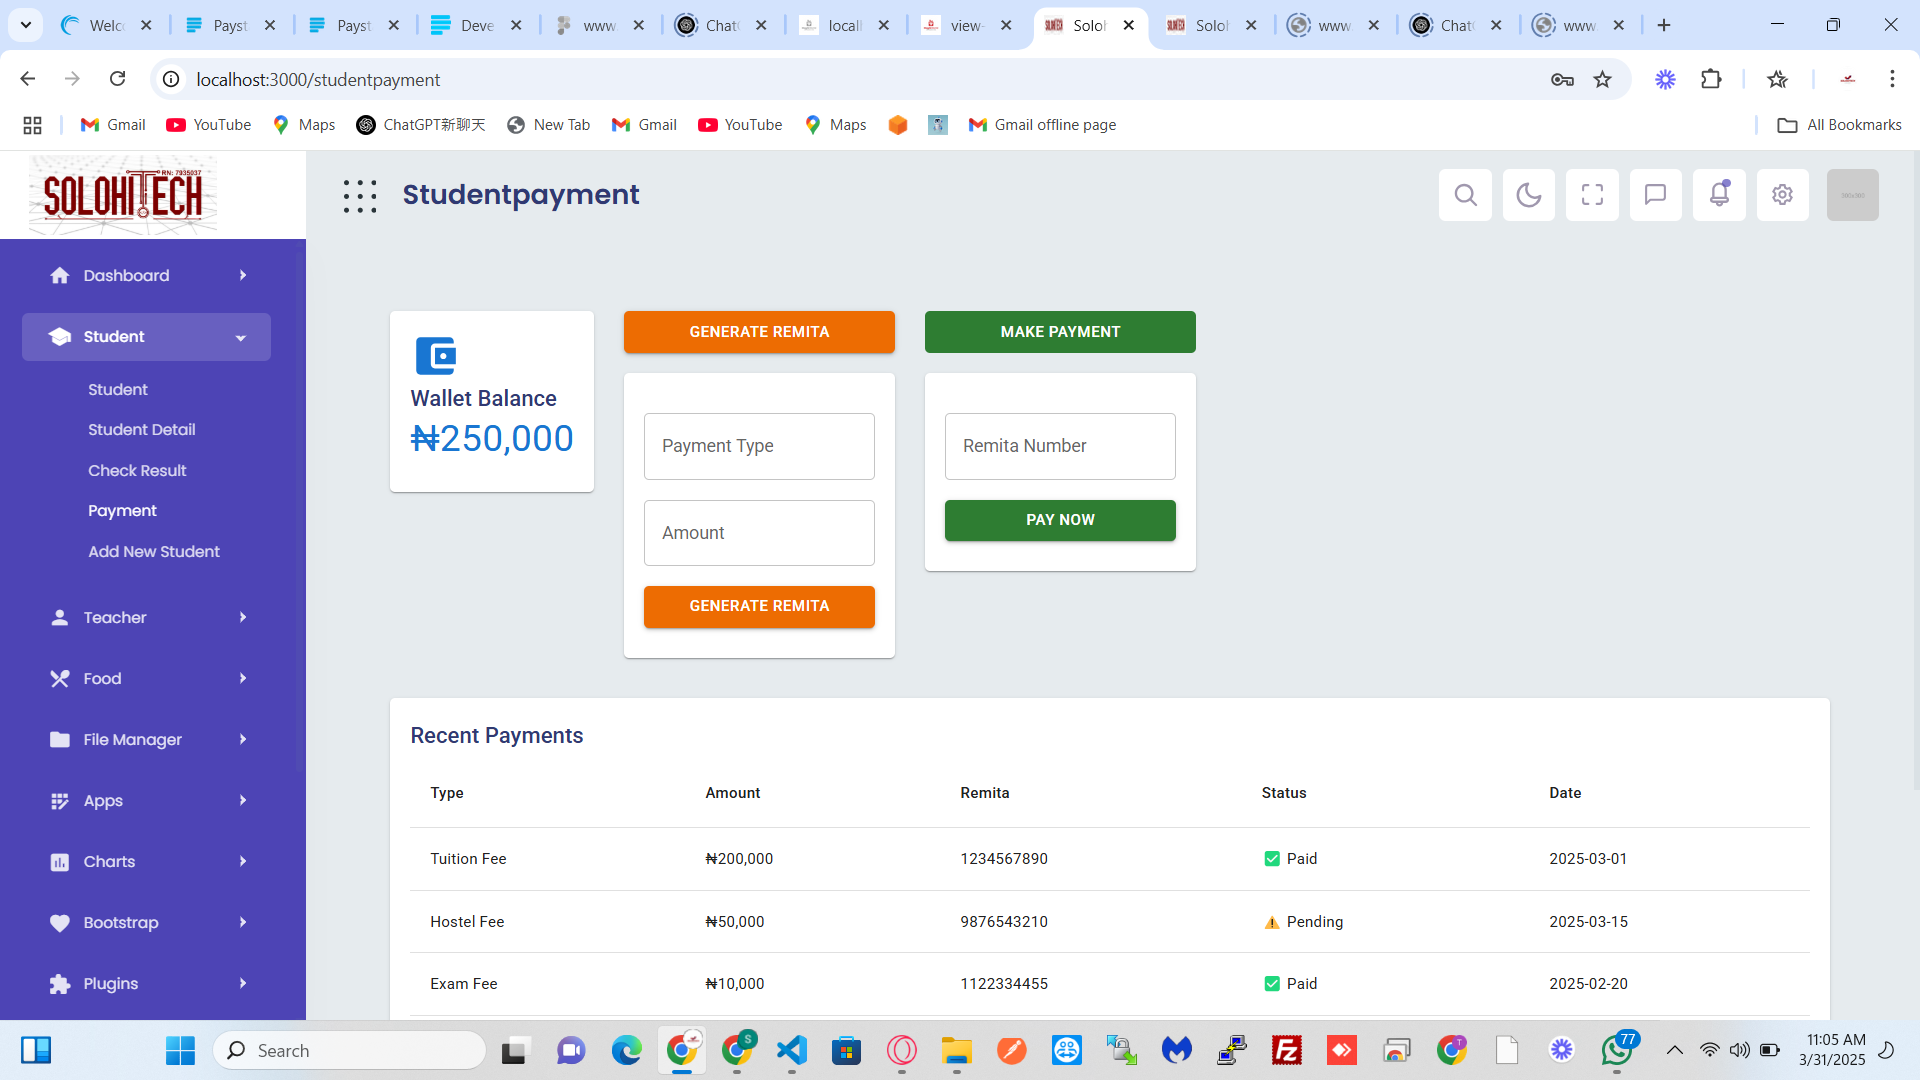 Welc
Payst
Payst
Deve
www.
Chat
locall
view-
Soloh
Soloh
www.
Chat
www.
localhost:3000/studentpayment
Gmail
YouTube
Maps
ChatGPT新聊天
New Tab
Gmail
YouTube
Maps
Gmail offline page
All Bookmarks
RN: 7935037
SOLOHITECH
Studentpayment
Dashboard
Student
Student
Student Detail
Check Result
Payment
Add New Student
Teacher
Food
File Manager
Apps
Charts
Bootstrap
Plugins
Wallet Balance
₦250,000
GENERATE REMITA
Payment Type
Amount
GENERATE REMITA
MAKE PAYMENT
Remita Number
PAY NOW
Recent Payments
Type Amount Remita Status Date
Tuition Fee ₦200,000 1234567890 Paid 2025-03-01
Hostel Fee ₦50,000 9876543210 Pending 2025-03-15
Exam Fee ₦10,000 1122334455 Paid 2025-02-20
Search
S
T
77
11:05 AM
3/31/2025